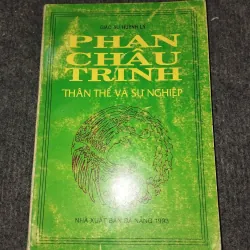 PHAN
CHÂU
TRINH
THÂN THẾ VÀ SỰ NGHIỆP
NHÀ XUẤT BẢN ĐÀ NẴNG